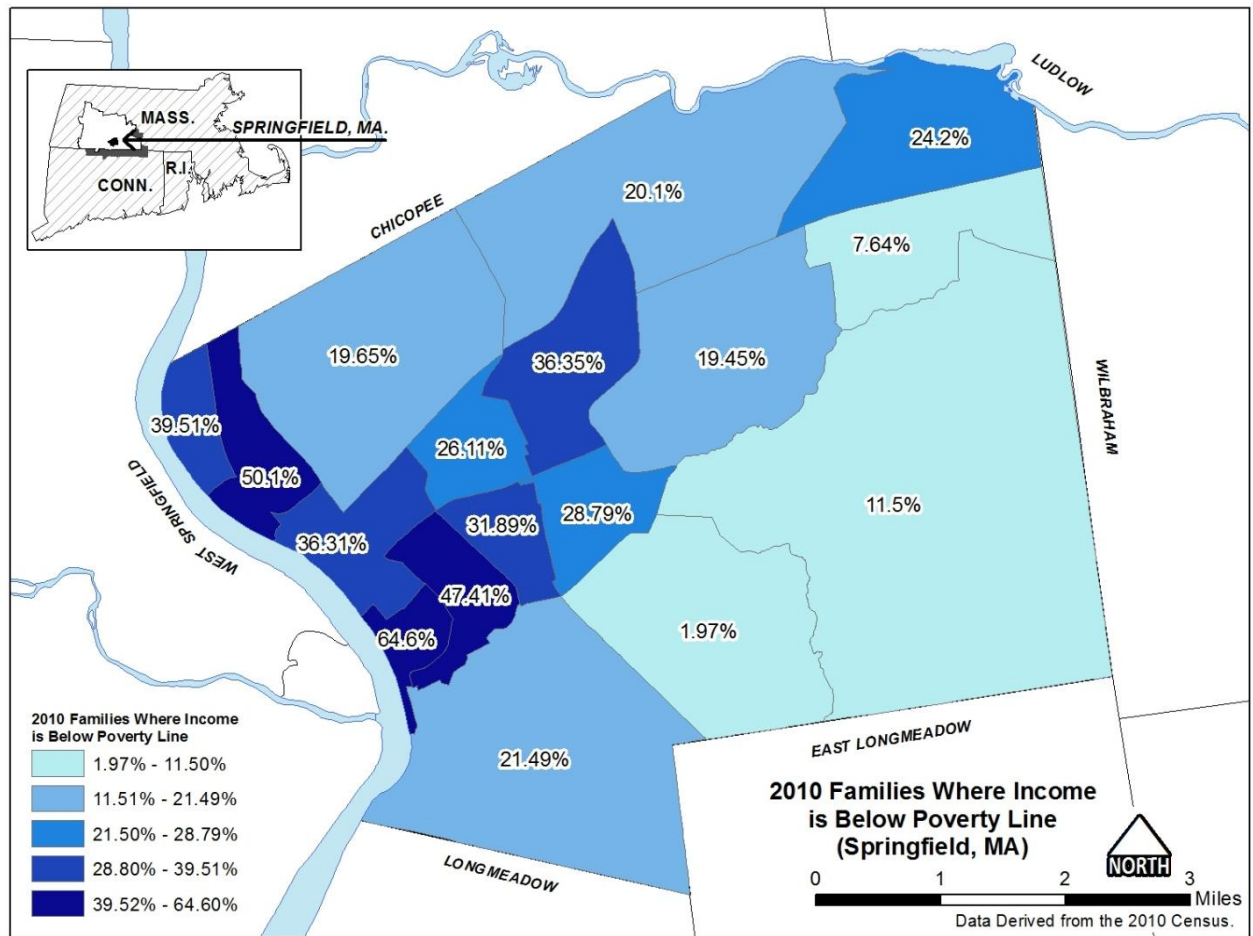 LUDLOW
MASS.
SPRINGFIELD, MA.
R.I.
CONN.
CHICOPEE
24.2%
20.1%
7.64%
19.65%
36.35%
19.45%
WILBRAHAM
39.51%
26.11%
50.1%
WEST SPRINGFIELD
11.5%
31.89%
28.79%
36.31%
47.41%
64.6%
1.97%
21.49%
EAST LONGMEADOW
LONGMEADOW
2010 Families Where Income
is Below Poverty Line
1.97% - 11.50%
11.51% - 21.49%
21.50% - 28.79%
28.80% - 39.51%
39.52% - 64.60%
2010 Families Where Income
is Below Poverty Line
(Springfield, MA)
NORTH
0 1 2 3
Miles
Data Derived from the 2010 Census.